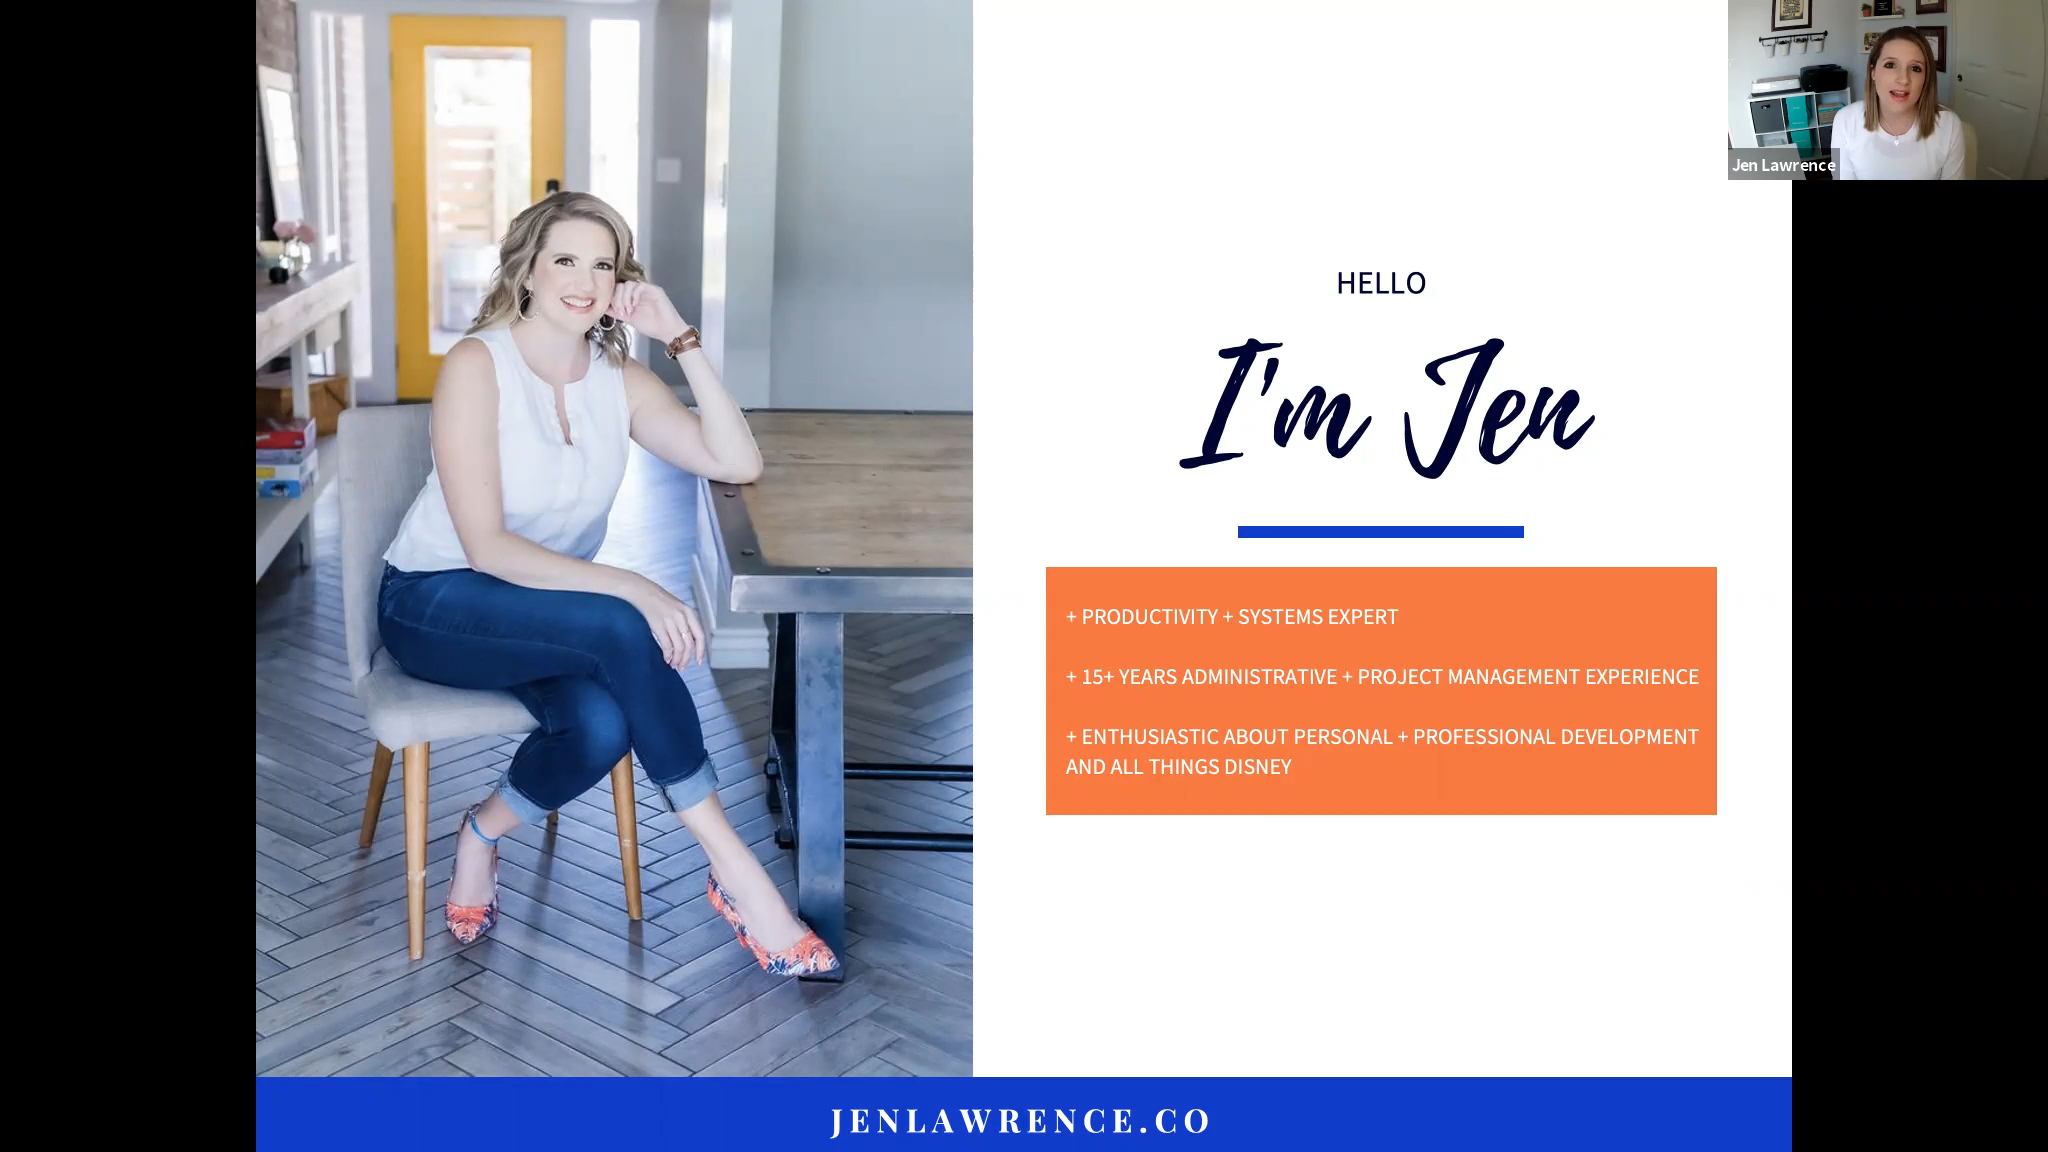 Jen Lawrence
HELLO
I'm Jen
+ PRODUCTIVITY + SYSTEMS EXPERT
+ 15+ YEARS ADMINISTRATIVE + PROJECT MANAGEMENT EXPERIENCE
+ ENTHUSIASTIC ABOUT PERSONAL + PROFESSIONAL DEVELOPMENT
AND ALL THINGS DISNEY
JENLAWRENCE.CO